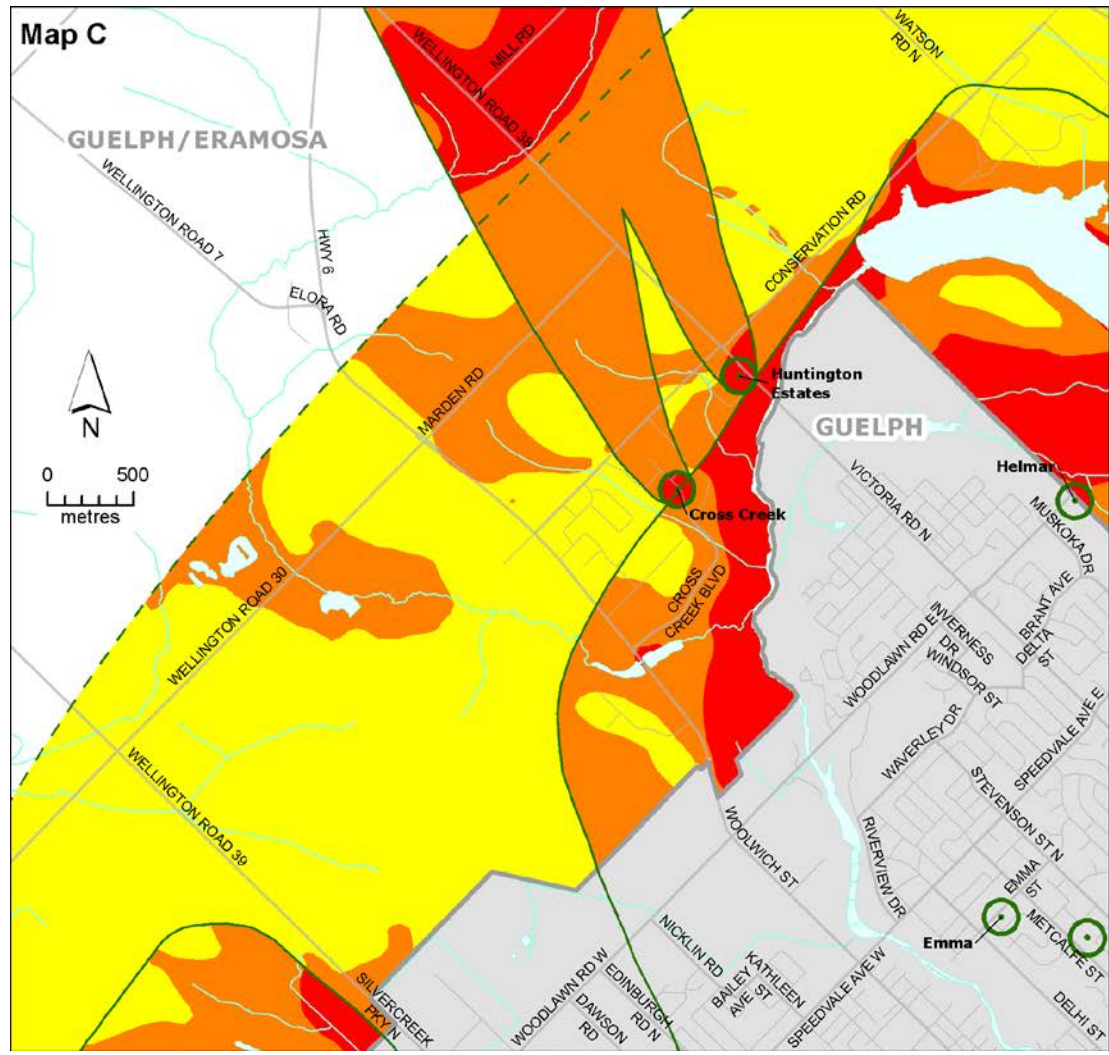 Map C
WATSON
RD N
WELLINGTON ROAD 38
MILL RD
GUELPH/ERAMOSA
WELLINGTON ROAD 7
HWY 6
ELORA RD
CONSERVATION RD
MARDEN RD
N
0 500
metres
Huntington
Estates
GUELPH
Helmar
Cross Creek
VICTORIA RD N
MUSKOKA DR
CROSS
CREEK BLVD
WELLINGTON ROAD 30
BRANT AVE
DELTA
ST
INVERNESS
DR
WINDSOR ST
WOODLAWN RD E
WAVERLEY DR
SPEEDVALE AVE E
WELLINGTON ROAD 39
STEVENSON ST N
WOOLWICH ST
RIVERVIEW DR
EMMA
ST
METCALFE ST
Emma
NICKLIN RD
SILVERCREEK
PKY N
WOODLAWN RD W
EDINBURGH
RD N
DAWSON
RD
BAILEY
AVE
KATHLEEN
ST
SPEEDVALE AVE W
DELHI ST